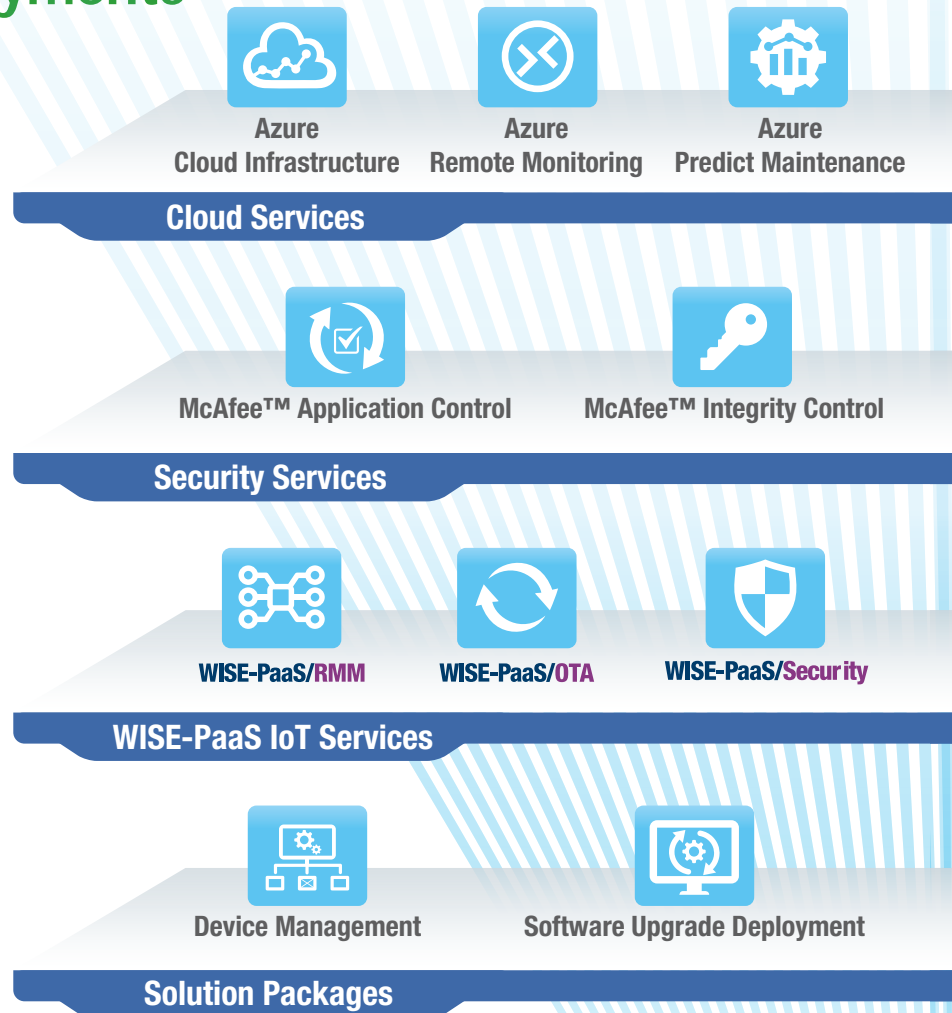 Azure
Cloud Infrastructure
Azure
Remote Monitoring
Azure
Predict Maintenance
Cloud Services
McAfee™ Application Control
McAfee™ Integrity Control
Security Services
WISE-PaaS/RMM
WISE-PaaS/OTA
WISE-PaaS/Security
WISE-PaaS IoT Services
Device Management
Software Upgrade Deployment
Solution Packages